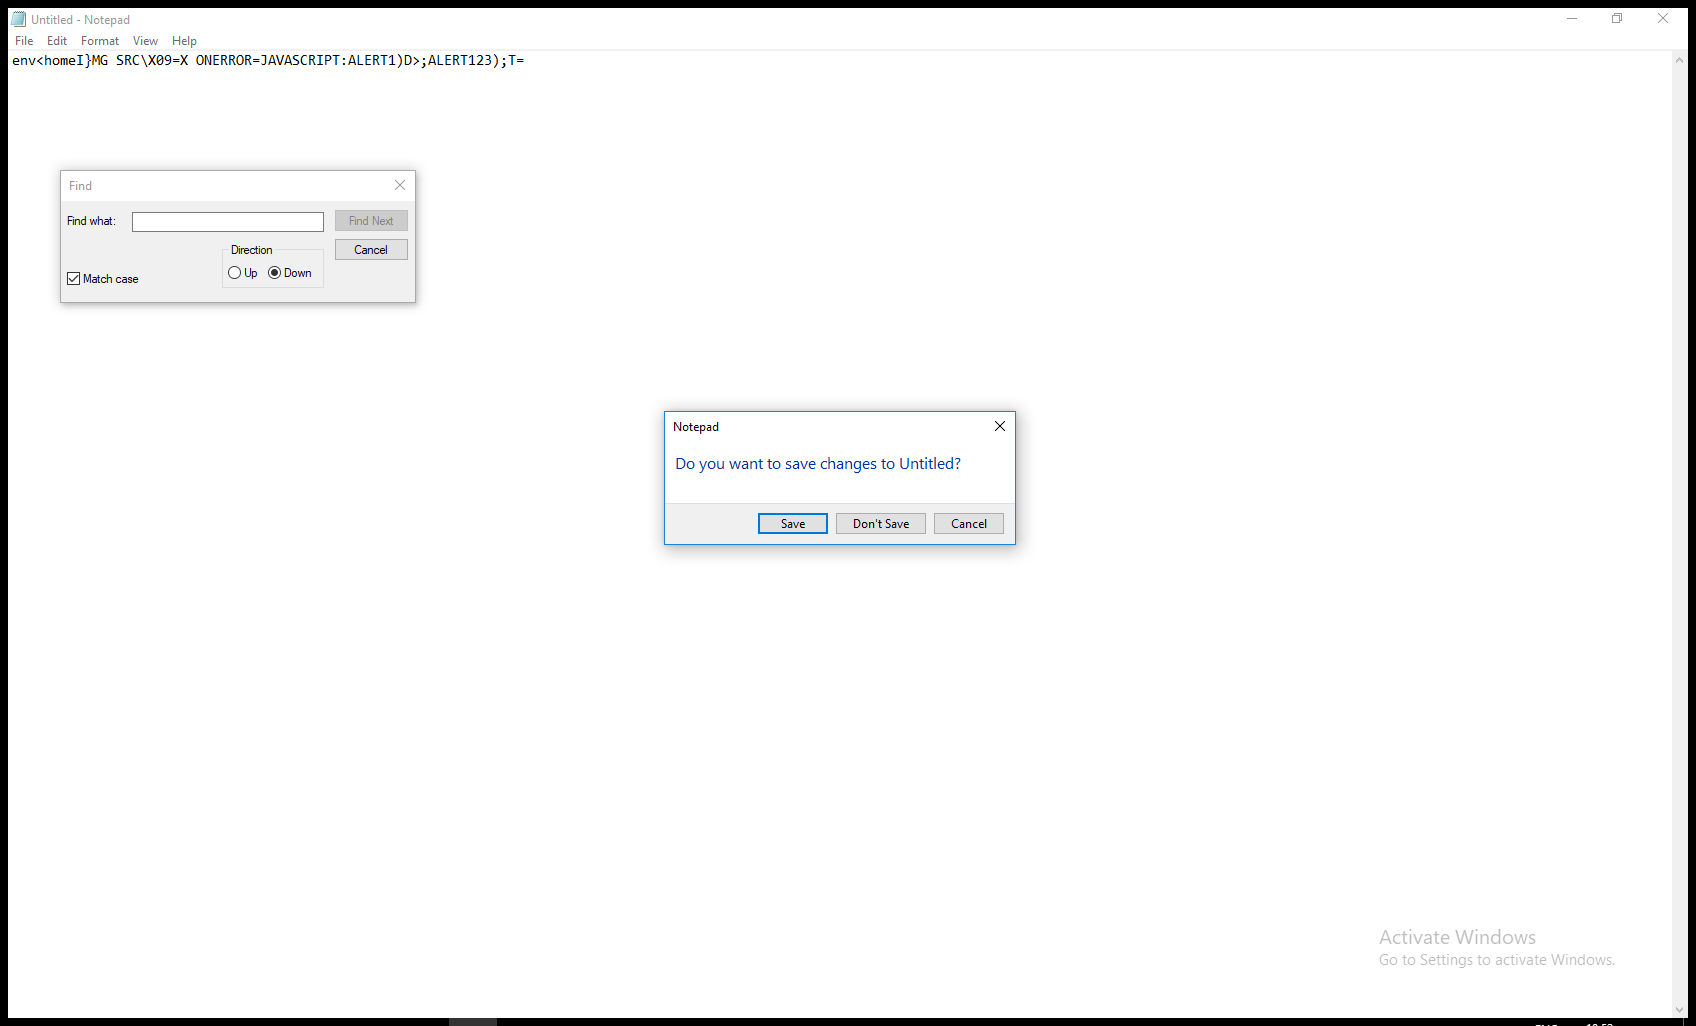 Untitled - Notepad
File Edit Format View Help
env<homeI}MG SRC\X09=X ONERROR=JAVASCRIPT:ALERT1)D>;ALERT123);T=
Find
Find what:
Find Next
Direction
Cancel
Up Down
Match case
Notepad
Do you want to save changes to Untitled?
Save Don't Save Cancel
Activate Windows
Go to Settings to activate Windows.